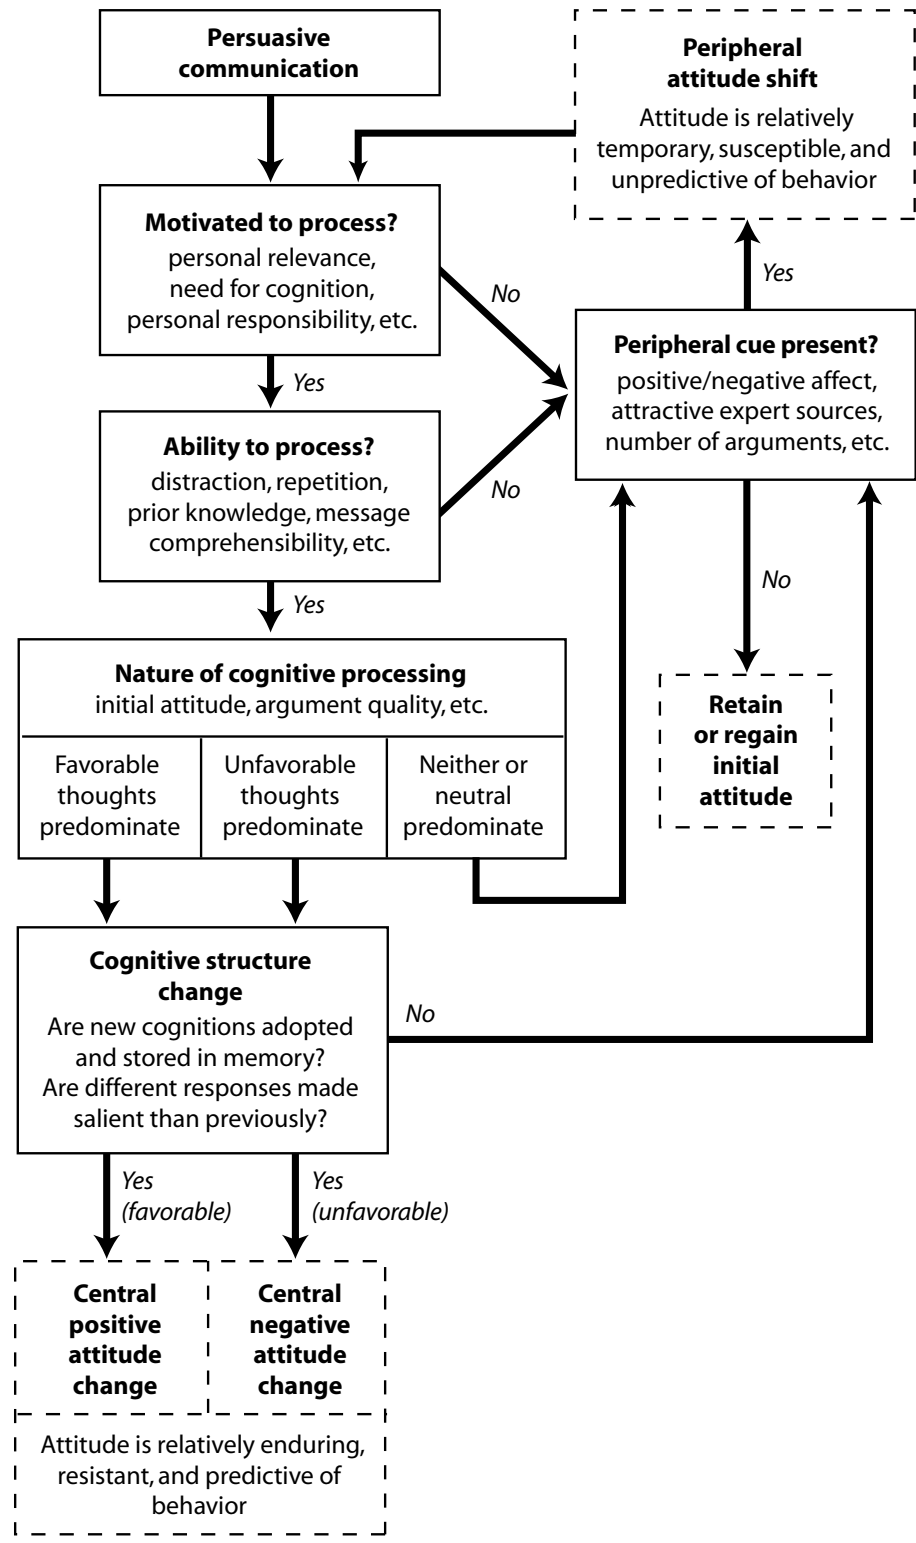 Persuasive
communication
Peripheral
attitude shift
Attitude is relatively
temporary, susceptible, and
unpredictive of behavior
Motivated to process?
personal relevance,
need for cognition,
personal responsibility, etc.
No
Yes
Yes
Peripheral cue present?
positive/negative affect,
attractive expert sources,
number of arguments, etc.
Ability to process?
distraction, repetition,
prior knowledge, message
comprehensibility, etc.
No
Yes
No
Nature of cognitive processing
initial attitude, argument quality, etc.
Favorable
thoughts
predominate
Unfavorable
thoughts
predominate
Neither or
neutral
predominate
Retain
or regain
initial
attitude
Cognitive structure
change
Are new cognitions adopted
and stored in memory?
Are different responses made
salient than previously?
No
Yes
(favorable)
Yes
(unfavorable)
Central
positive
attitude
change
Central
negative
attitude
change
Attitude is relatively enduring,
resistant, and predictive of
behavior